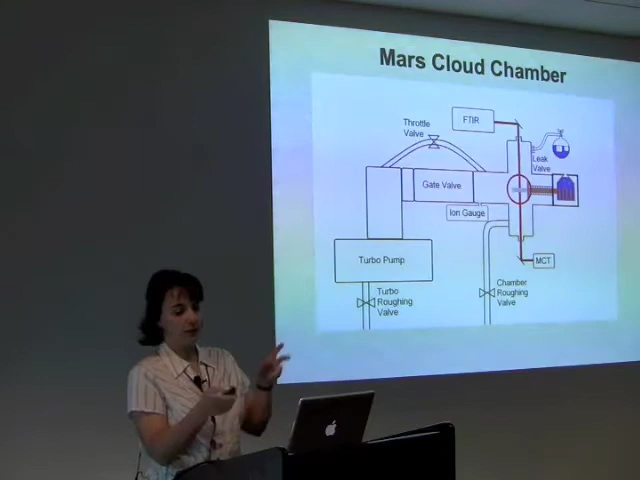 Mars Cloud Chamber
FTIR
Throttle
Valve
Leak
Valve
Gate Valve
Ion Gauge
Turbo Pump
MCT
Turbo
Roughing
Valve
Chamber
Roughing
Valve